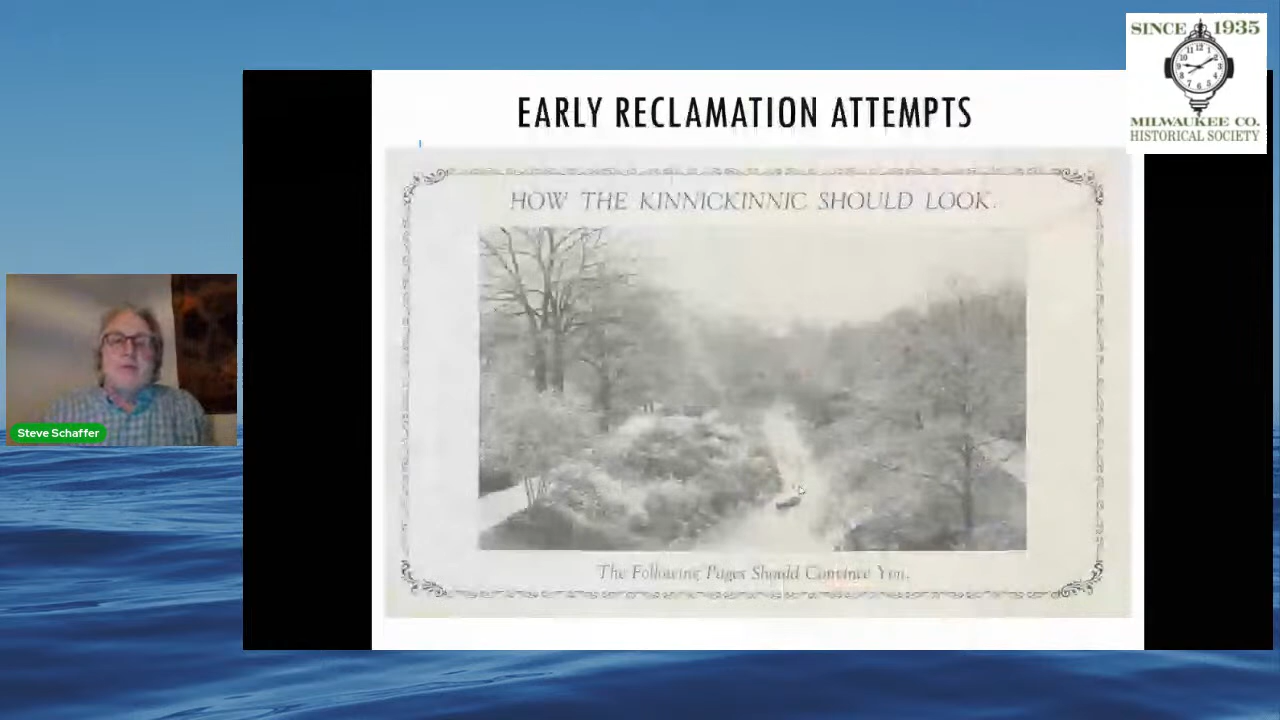 SINCE 1935
MILWAUKEE CO.
HISTORICAL SOCIETY
EARLY RECLAMATION ATTEMPTS
HOW THE KINNICKINNIC SHOULD LOOK.
The Following Pages Should Convince You.
Steve Schaffer